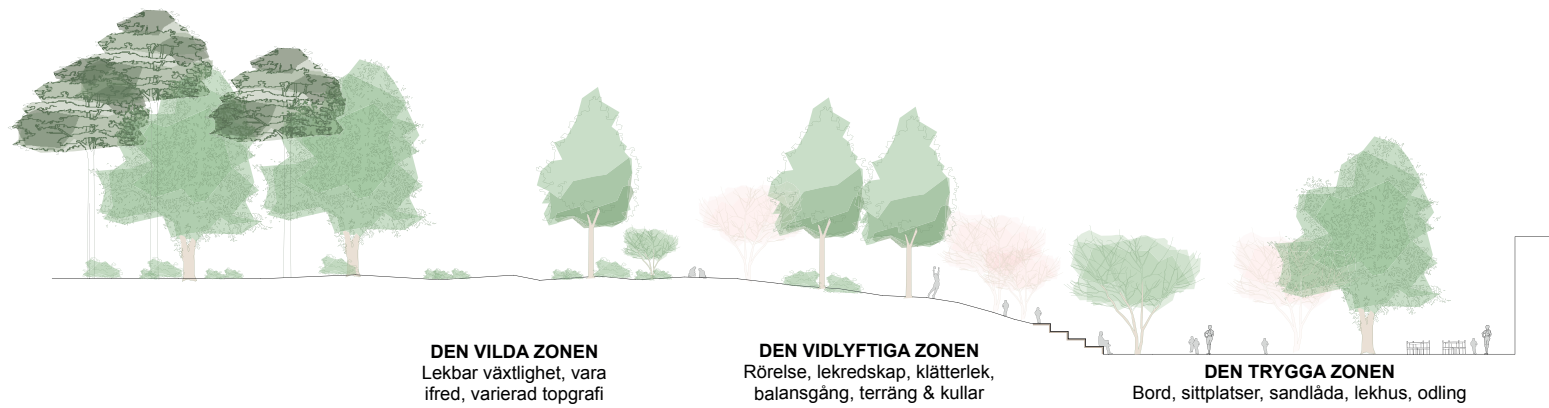 DEN VILDA ZONEN
Lekbar växtlighet, vara
ifred, varierad topografi
DEN VIDLYFTIGA ZONEN
Rörelse, lekredskap, klätterlek,
balansgång, terräng & kullar
DEN TRYGGA ZONEN
Bord, sittplatser, sandlåda, lekhus, odling